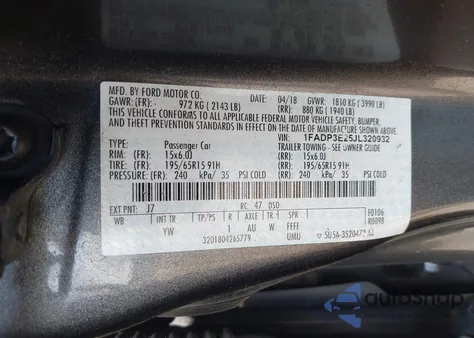 MFD. BY FORD MOTOR CO.
DATE: 04/18 GVWR: 1810 KG ( 3990 LB)
GAWR: (FR)- 972 KG ( 2143 LB) (RR)- 880 KG ( 1940 LB)
THIS VEHICLE CONFORMS TO ALL APPLICABLE FEDERAL MOTOR VEHICLE SAFETY, BUMPER,
AND THEFT PREVENTION STANDARDS IN EFFECT ON THE DATE OF MANUFACTURE SHOWN ABOVE.
VIN: 1FADP3E25JL320932
TYPE: Passenger Car TRAILER TOWING - SEE OWNER GUIDE
RIM: (FR) 15x6.0J (RR) 15x6.0J
TIRE: (FR) 195/65R15 91H (RR) 195/65R15 91H
PRESSURE: (FR) 240 kPa/ 35 PSI COLD (RR) 240 kPa/ 35 PSI COLD
EXT PNT: J7 RC: 47 DSO:
WB INT TR TP/PS R AXLE TR SPR
YW 1 AU W FFFF
3201804265779 UMU
F0106
R0098
autoSnap